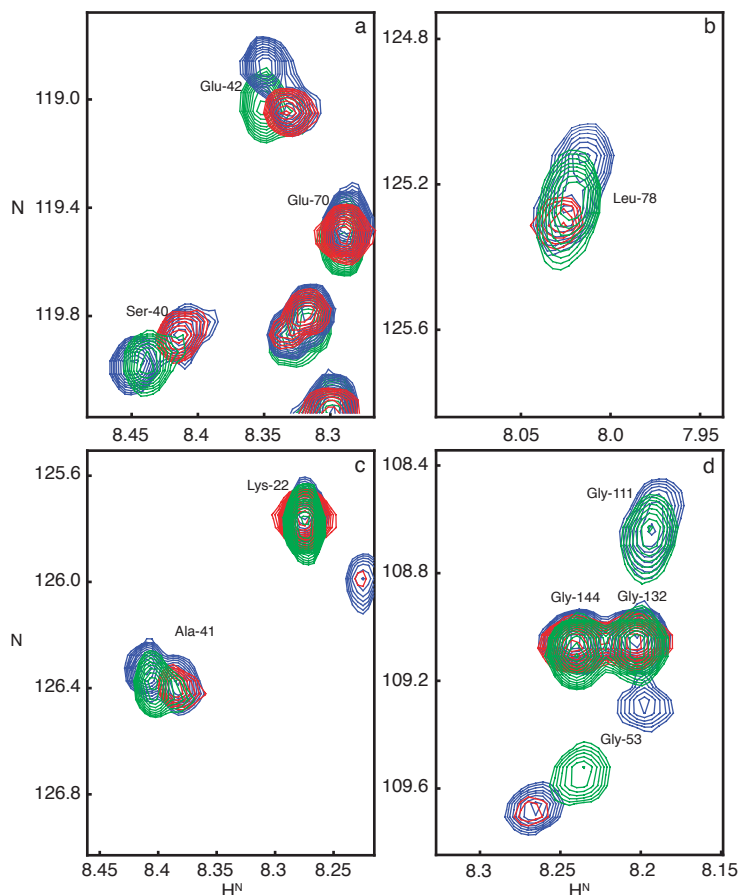 a
Glu-42
119.0
Glu-70
N
119.4
Ser-40
119.8
8.45
8.4
8.35
8.3
b
124.8
125.2
Leu-78
125.6
8.05
8.0
7.95
c
125.6
Lys-22
126.0
N
Ala-41
126.4
126.8
8.45
8.4
8.35
8.3
8.25
H^N
d
108.4
Gly-111
108.8
Gly-144
Gly-132
109.2
Gly-53
109.6
8.3
8.25
8.2
8.15
H^N